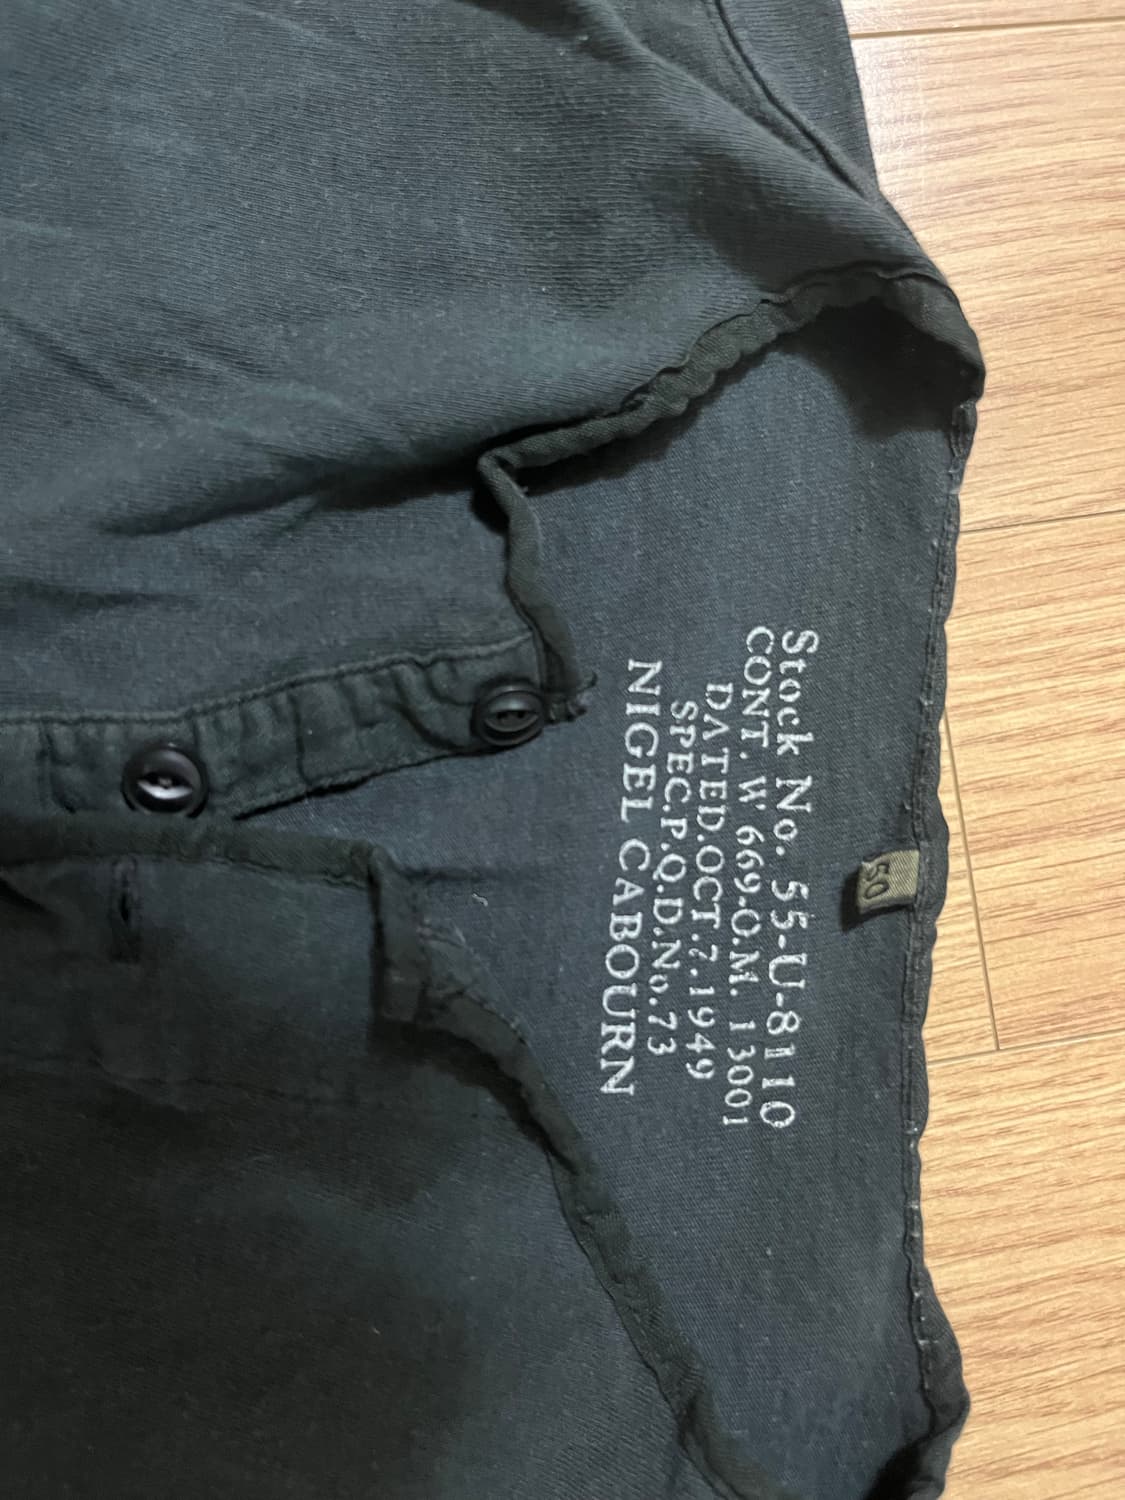 Stock No. 55-U-8110
CONT. W 669-O.M. 13001
DATED.OCT.7.1949
SPEC.P.Q.D.No.73
NIGEL CABOURN
50